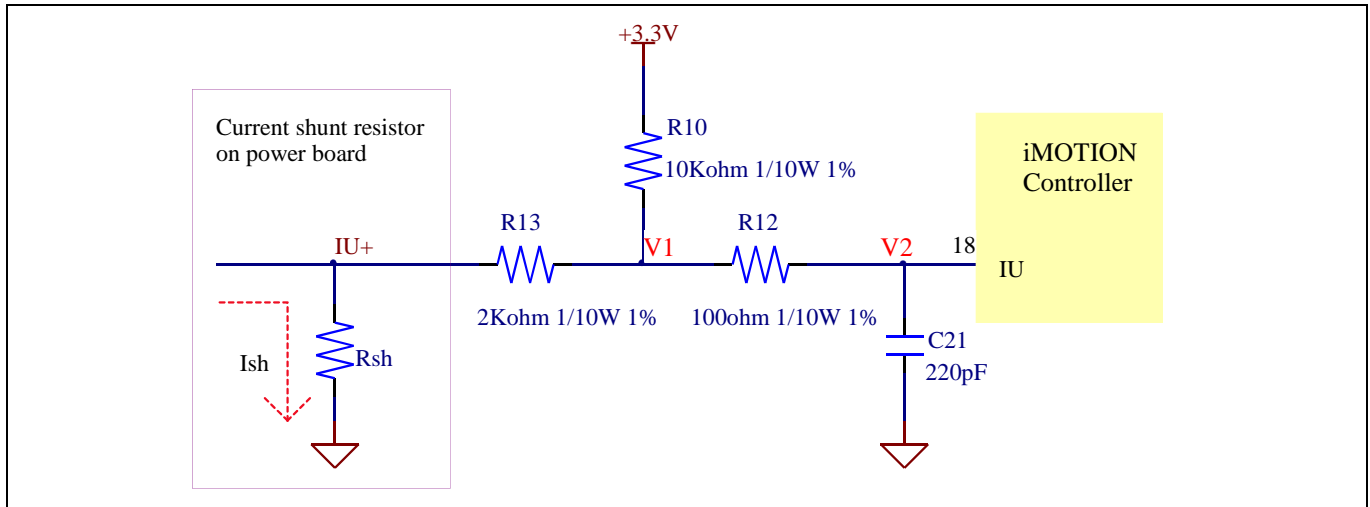 +3.3V
Current shunt resistor
on power board
R10
10Kohm 1/10W 1%
iMOTION
Controller
R13
R12
IU+
V1
V2
18
IU
2Kohm 1/10W 1%
100ohm 1/10W 1%
Ish
Rsh
C21
220pF